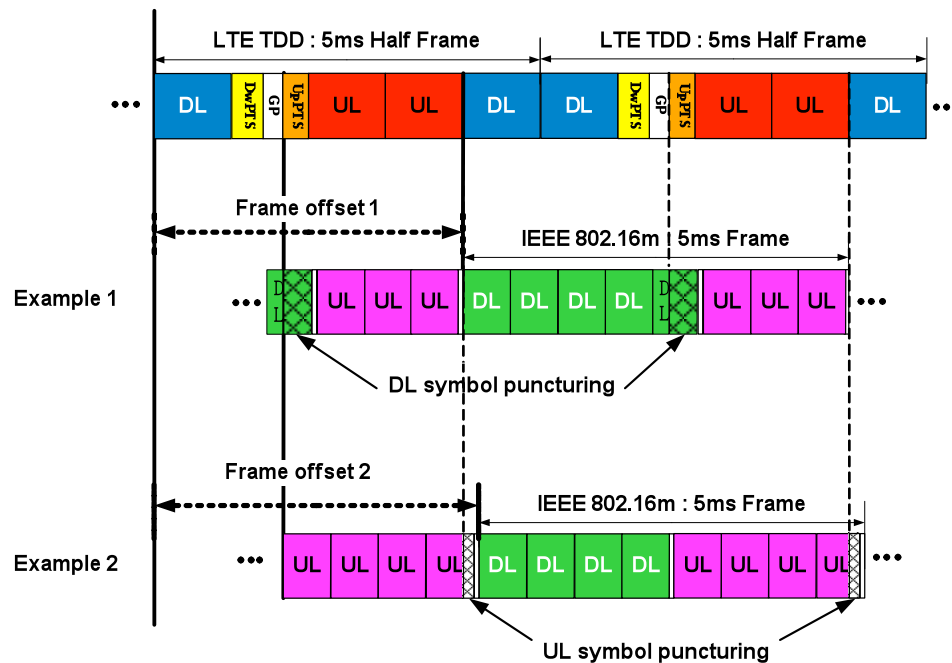 LTE TDD : 5ms Half Frame LTE TDD : 5ms Half Frame
••• DL DwPTS GP UpPTS UL UL DL DL DwPTS GP UpPTS UL UL DL ••
Frame offset 1
IEEE 802.16m : 5ms Frame
Example 1 ••• DL UL UL UL DL DL DL DL DL UL UL UL •••
DL symbol puncturing
Frame offset 2
IEEE 802.16m : 5ms Frame
Example 2 ••• UL UL UL UL DL DL DL DL UL UL UL UL •••
UL symbol puncturing